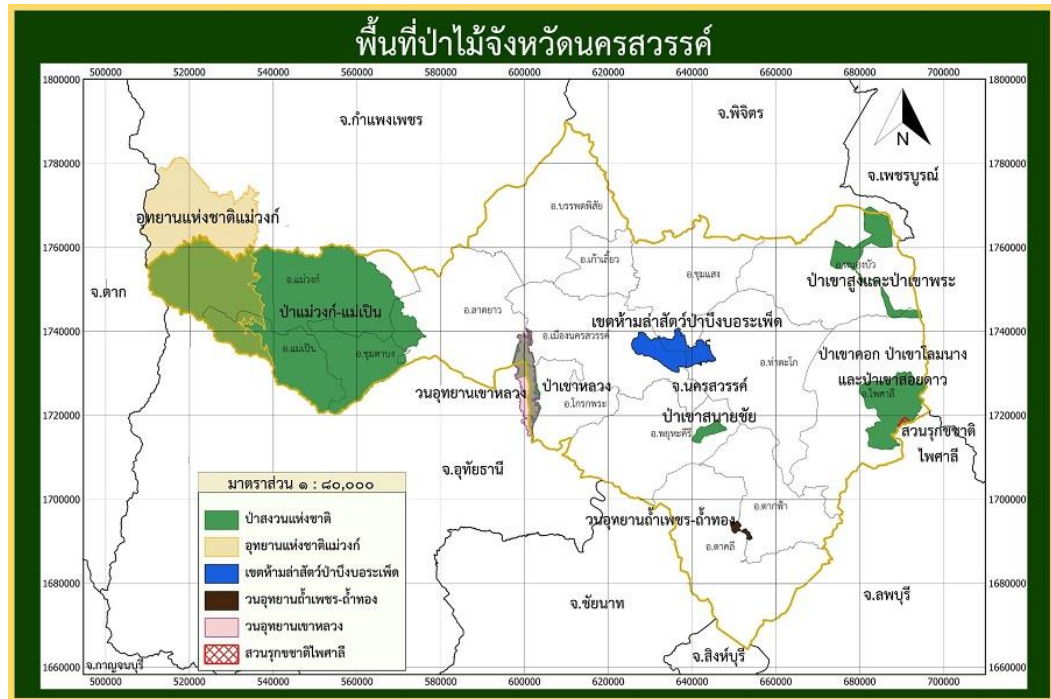 พื้นที่ป่าไม้จังหวัดนครสวรรค์
500000 520000 540000 560000 580000 600000 620000 640000 660000 680000 700000
1800000 1800000
จ.กำแพงเพชร
จ.พิจิตร
N
1780000 1780000
จ.เพชรบูรณ์
อ.บรรพตพิสัย
อุทยานแห่งชาติแม่วงก์
1760000 1760000
อ.เก้าเลี้ยว
อ.ชุมแสง
อ.หนองบัว
ป่าเขาสูงและป่าเขาพระ
จ.ตาก
อ.แม่วงก์
ป่าแม่วงก์-แม่เปิน
อ.ลาดยาว
เขตห้ามล่าสัตว์ป่าบึงบอระเพ็ด
1740000 1740000
อ.แม่เปิน
อ.ชุมตาบง
อ.เมืองนครสวรรค์
อ.ท่าตะโก
ป่าเขาคอก ป่าเขาโลมนาง
และป่าเขาสอยดาว
วนอุทยานเขาหลวง
ป่าเขาหลวง
จ.นครสวรรค์
อ.ไพศาลี
อ.โกรกพระ
1720000 1720000
ป่าเขาสนายชัย
อ.พยุหะคีรี
สวนรุกขชาติ
ไพศาลี
จ.อุทัยธานี
1700000 1700000
วนอุทยานถ้ำเพชร-ถ้ำทอง
อ.ตากฟ้า
อ.ตาคลี
1680000 1680000
จ.ชัยนาท
จ.ลพบุรี
จ.สิงห์บุรี
จ.กาญจนบุรี
1660000 1660000
มาตราส่วน ๑ : ๘๐,๐๐๐
ป่าสงวนแห่งชาติ
อุทยานแห่งชาติแม่วงก์
เขตห้ามล่าสัตว์ป่าบึงบอระเพ็ด
วนอุทยานถ้ำเพชร-ถ้ำทอง
วนอุทยานเขาหลวง
สวนรุกขชาติไพศาลี
500000 520000 540000 560000 580000 600000 620000 640000 660000 680000 700000